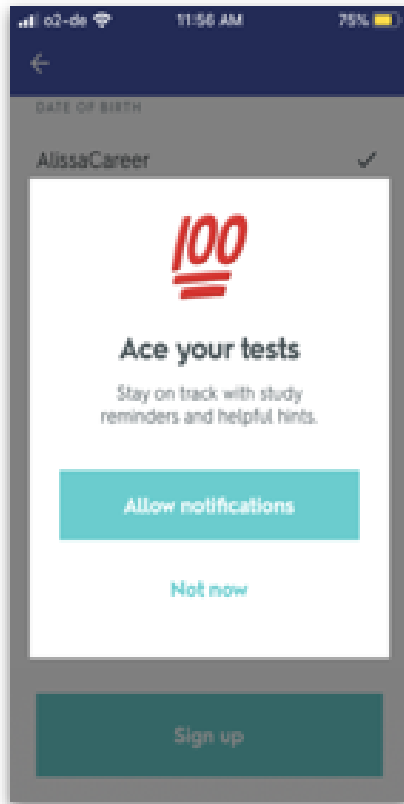 o2-de 11:56 AM 75%
DATE OF BIRTH
AlissaCareer
100
Ace your tests
Stay on track with study
reminders and helpful hints.
Allow notifications
Not now
Sign up